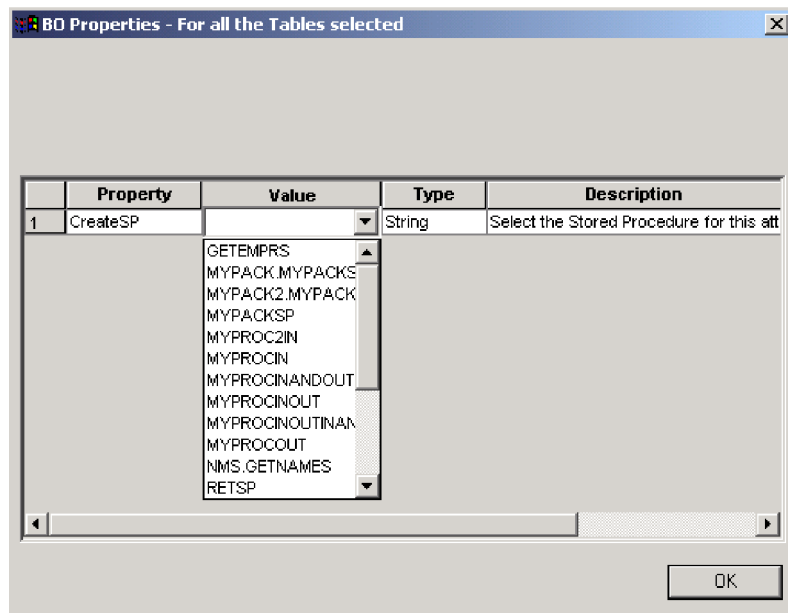 BO Properties - For all the Tables selected
Property Value Type Description
1 CreateSP String Select the Stored Procedure for this att
GETEMPRS
MYPACK.MYPACKS
MYPACK2.MYPACK
MYPACKSP
MYPROC2IN
MYPROCIN
MYPROCINANDOUT
MYPROCINOUT
MYPROCINOUTINAN
MYPROCOUT
NMS.GETNAMES
RETSP
OK